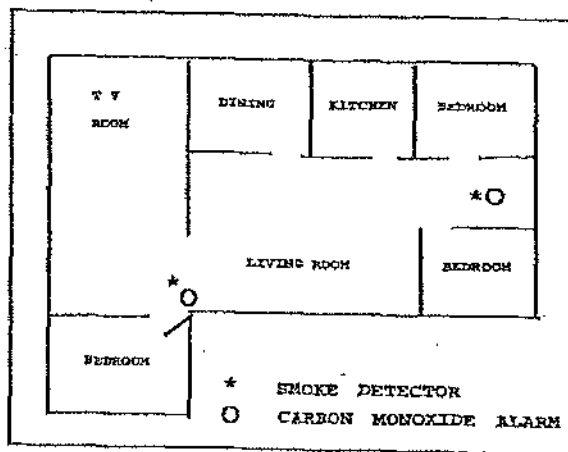 T V
ROOM
DINING
KITCHEN
BEDROOM
LIVING ROOM
BEDROOM
BEDROOM
* SMOKE DETECTOR
O CARBON MONOXIDE ALARM